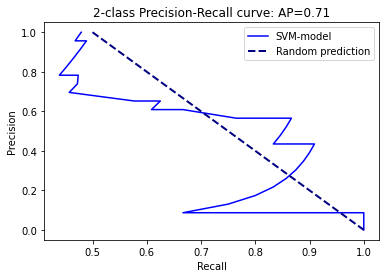 2-class Precision-Recall curve: AP=0.71
SVM-model
Random prediction
Precision
1.0
0.8
0.6
0.4
0.2
0.0
0.5
0.6
0.7
0.8
0.9
1.0
Recall